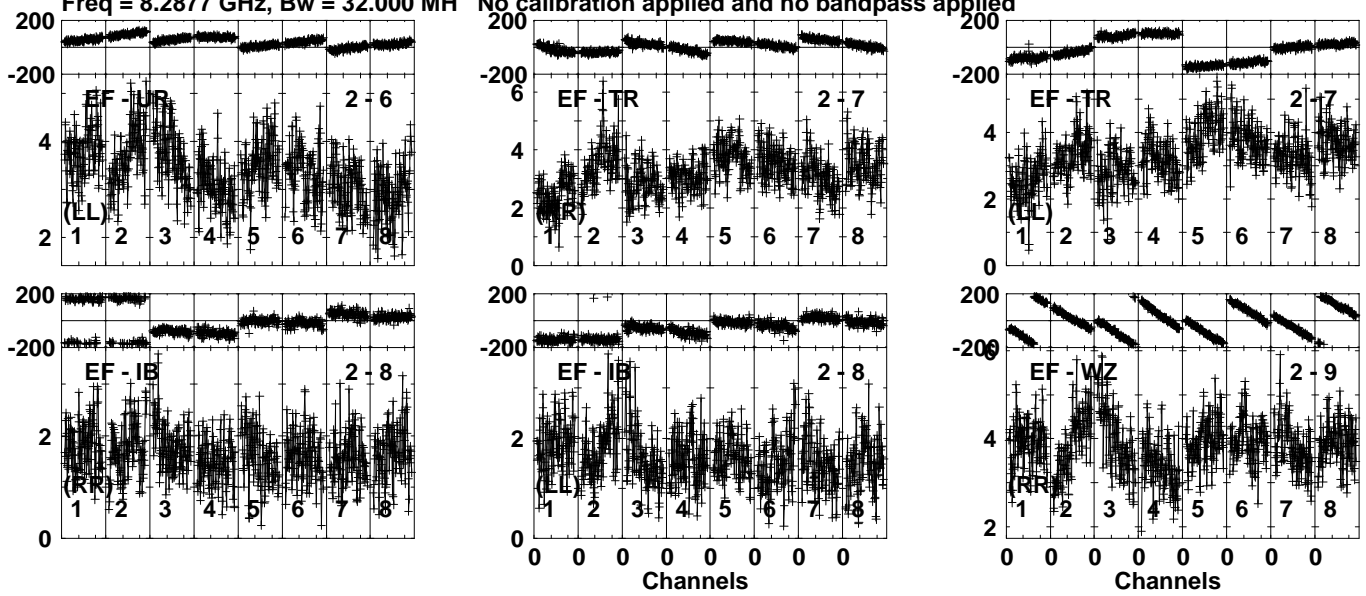 Freq = 8.2877 GHz, Bw = 32.000 MH No calibration applied and no bandpass applied
200 200 200
-200 -200 -200
EF - UR 2 - 6
4
(LL)
2
1 2 3 4 5 6 7 8
6
EF - TR 2 - 7
4
2
(RR)
1 2 3 4 5 6 7 8
0
EF - TR 2 - 7
4
2
(LL)
1 2 3 4 5 6 7 8
0
200 200 200
-200 -200 -200
EF - IB 2 - 8
2
(RR)
1 2 3 4 5 6 7 8
0
EF - IB 2 - 8
2
(LL)
1 2 3 4 5 6 7 8
0
0 0 0 0 0 0 0 0
Channels
6
EF - WZ 2 - 9
4
(RR)
1 2 3 4 5 6 7 8
2
0 0 0 0 0 0 0 0
Channels